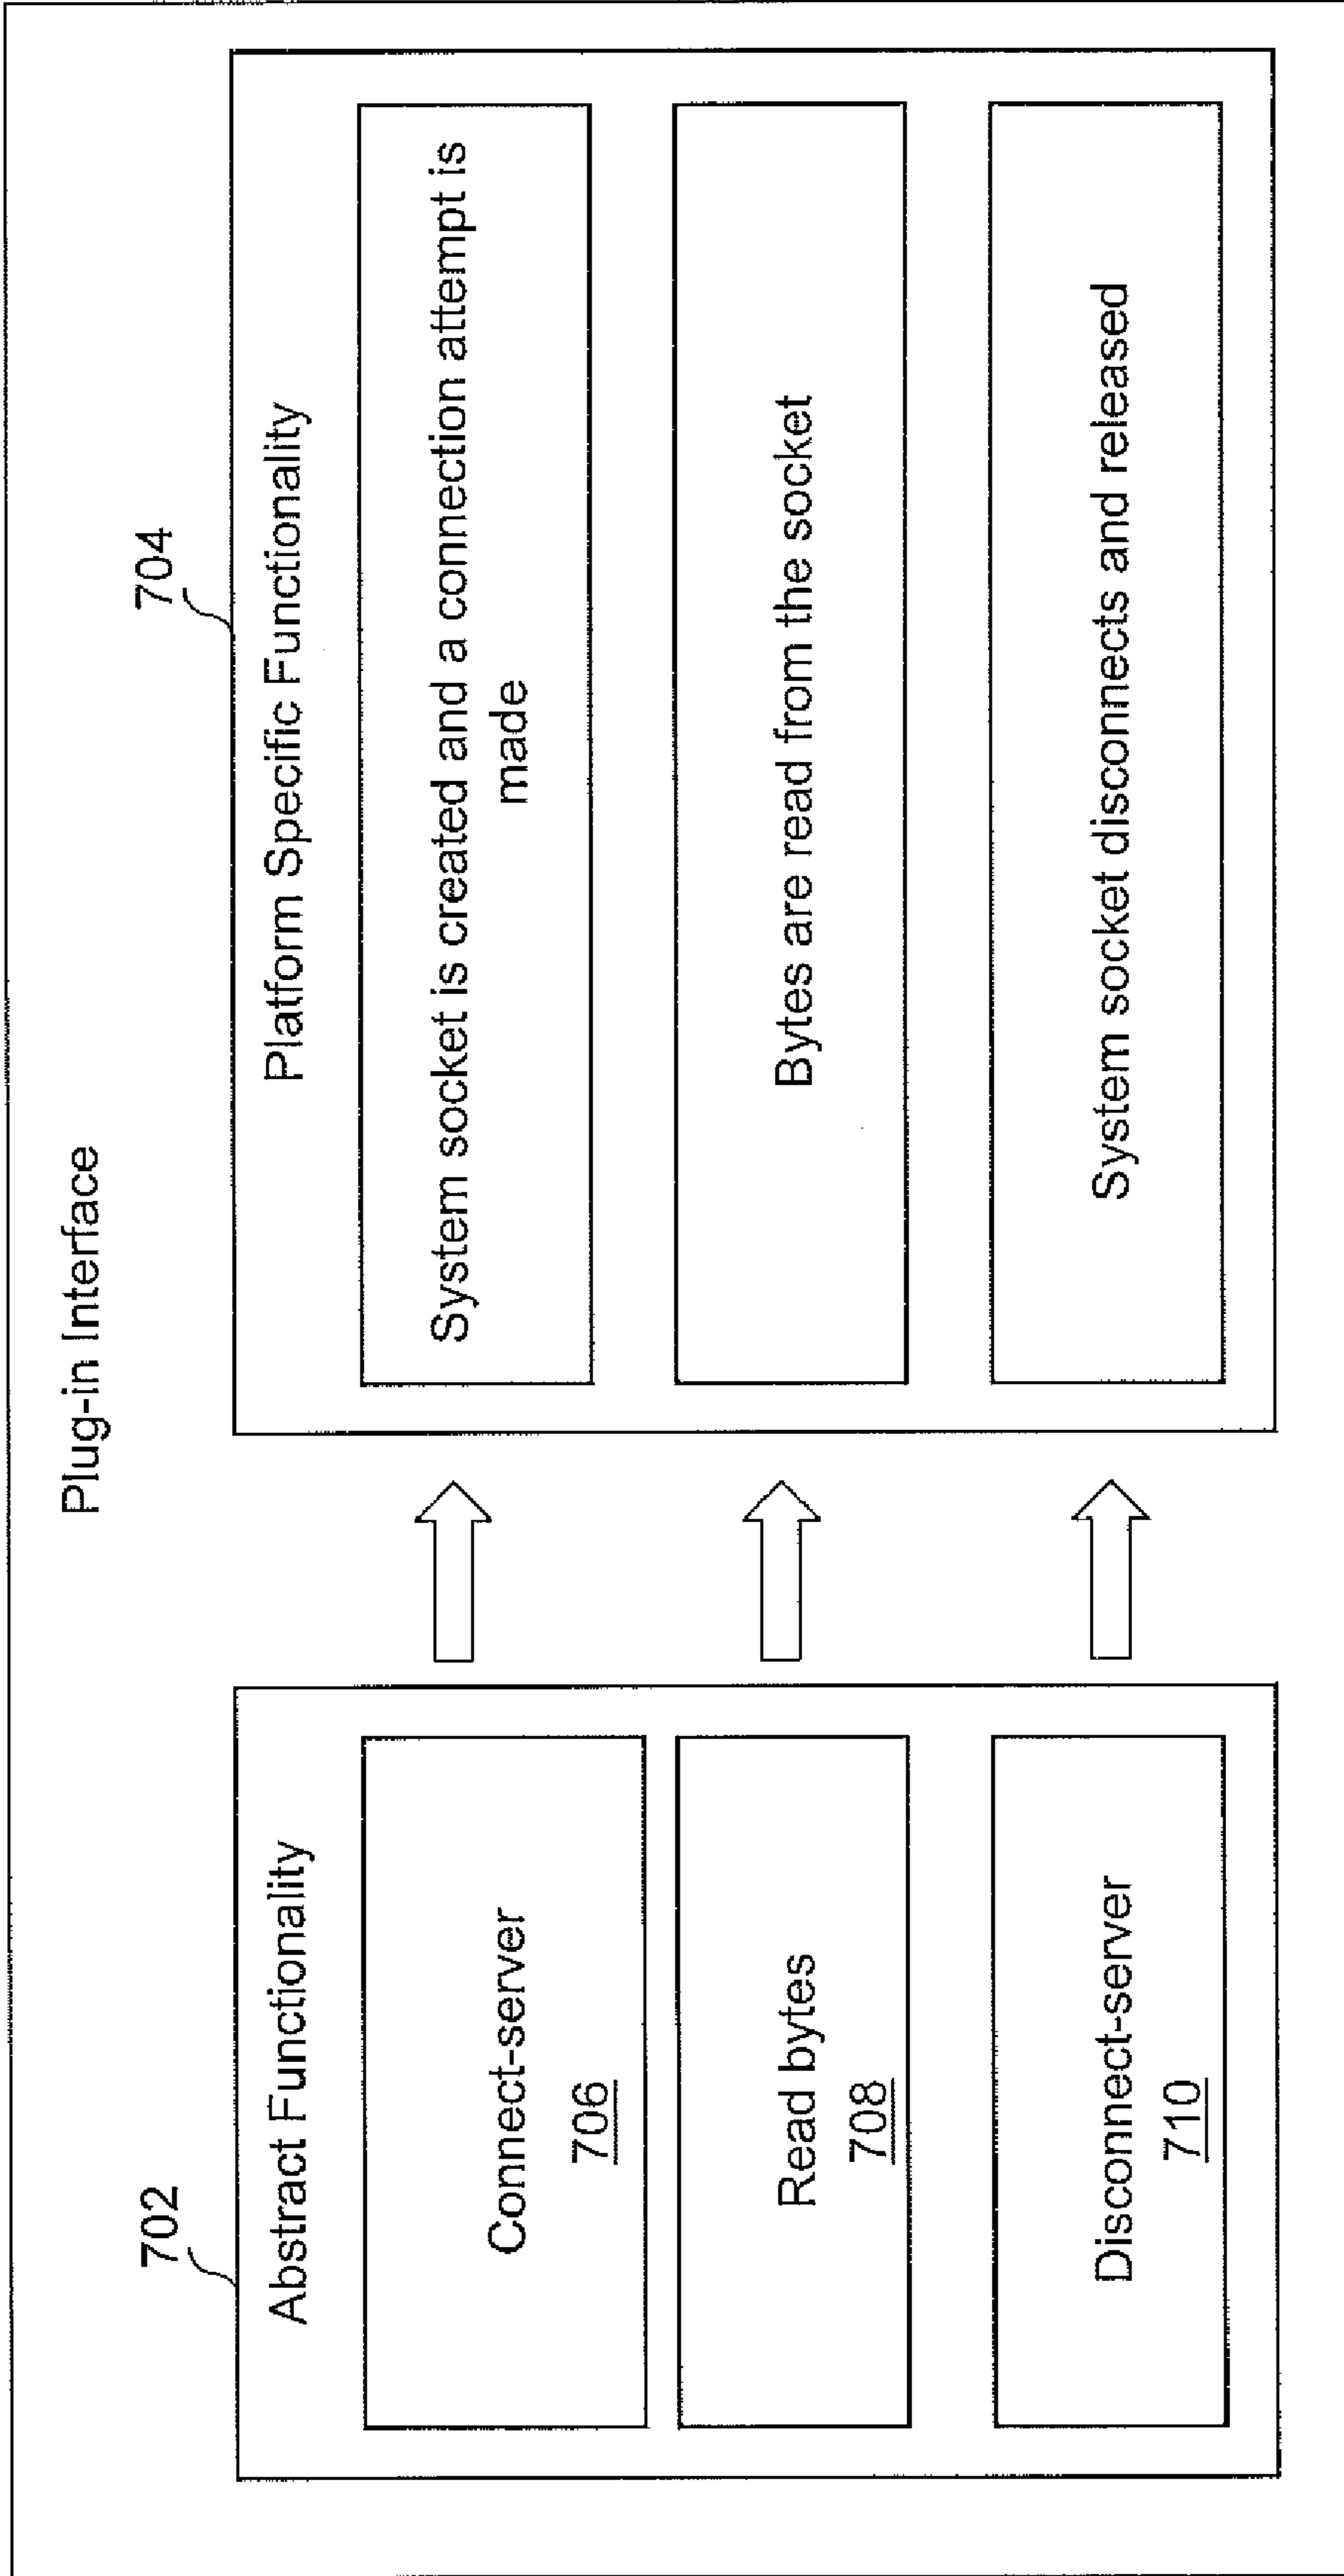 Plug-in Interface
702
Abstract Functionality
Connect-server
706
Read bytes
708
Disconnect-server
710
704
Platform Specific Functionality
System socket is created and a connection attempt is
made
Bytes are read from the socket
System socket disconnects and released